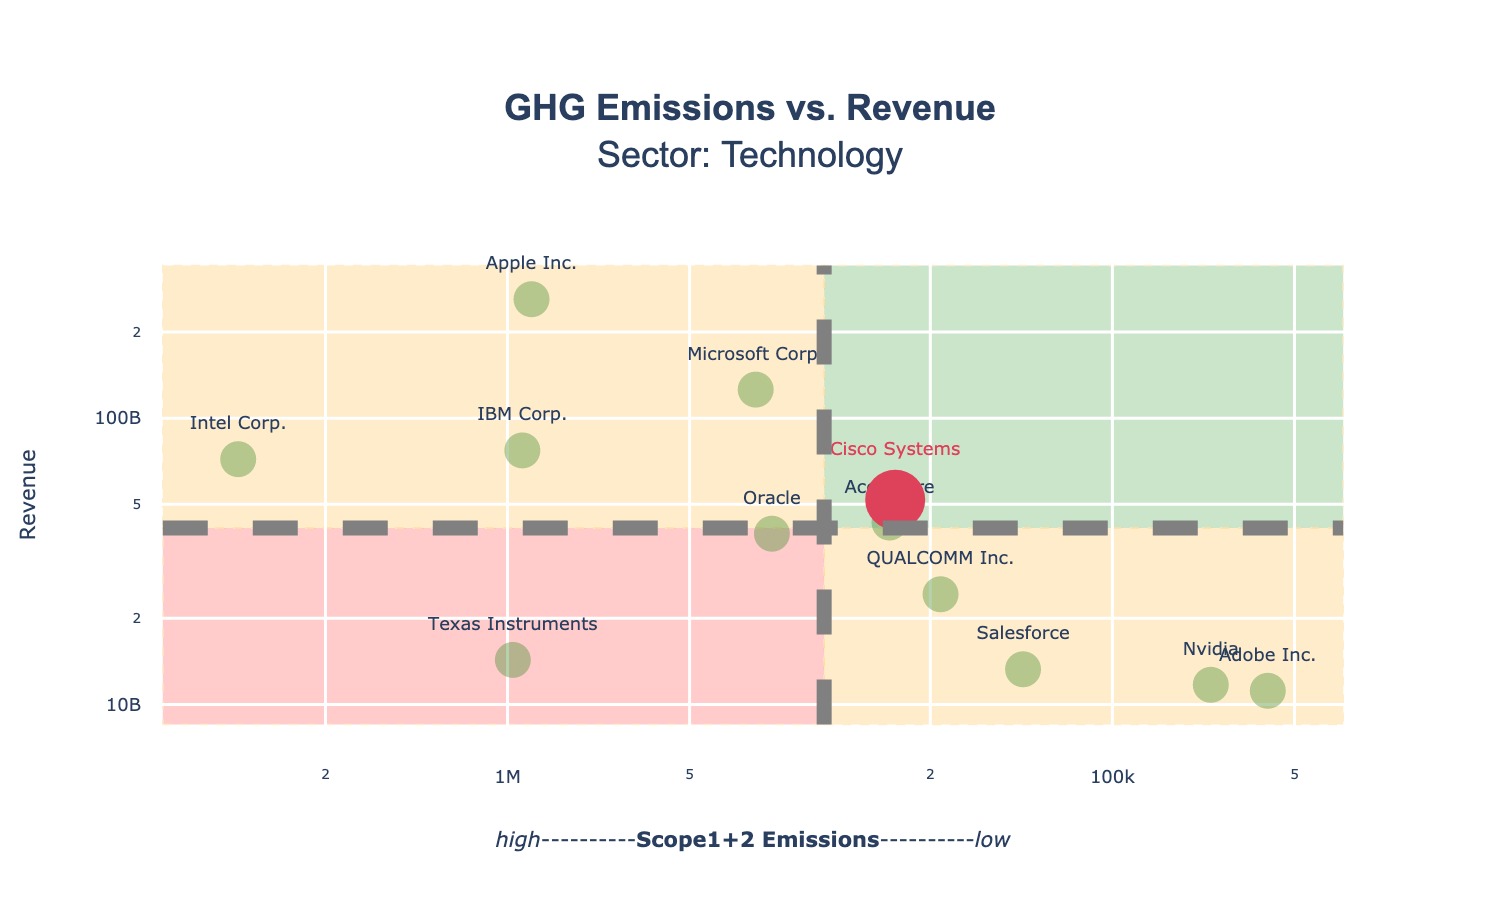 GHG Emissions vs. Revenue
Sector: Technology
Apple Inc.
2
Microsoft Corp
100B
IBM Corp.
Intel Corp.
Cisco Systems
Revenue
5
Oracle
QUALCOMM Inc.
2
Texas Instruments
Salesforce
Nvidia
Adobe Inc.
10B
2
1M
5
2
100k
5
high----------Scope1+2 Emissions----------low